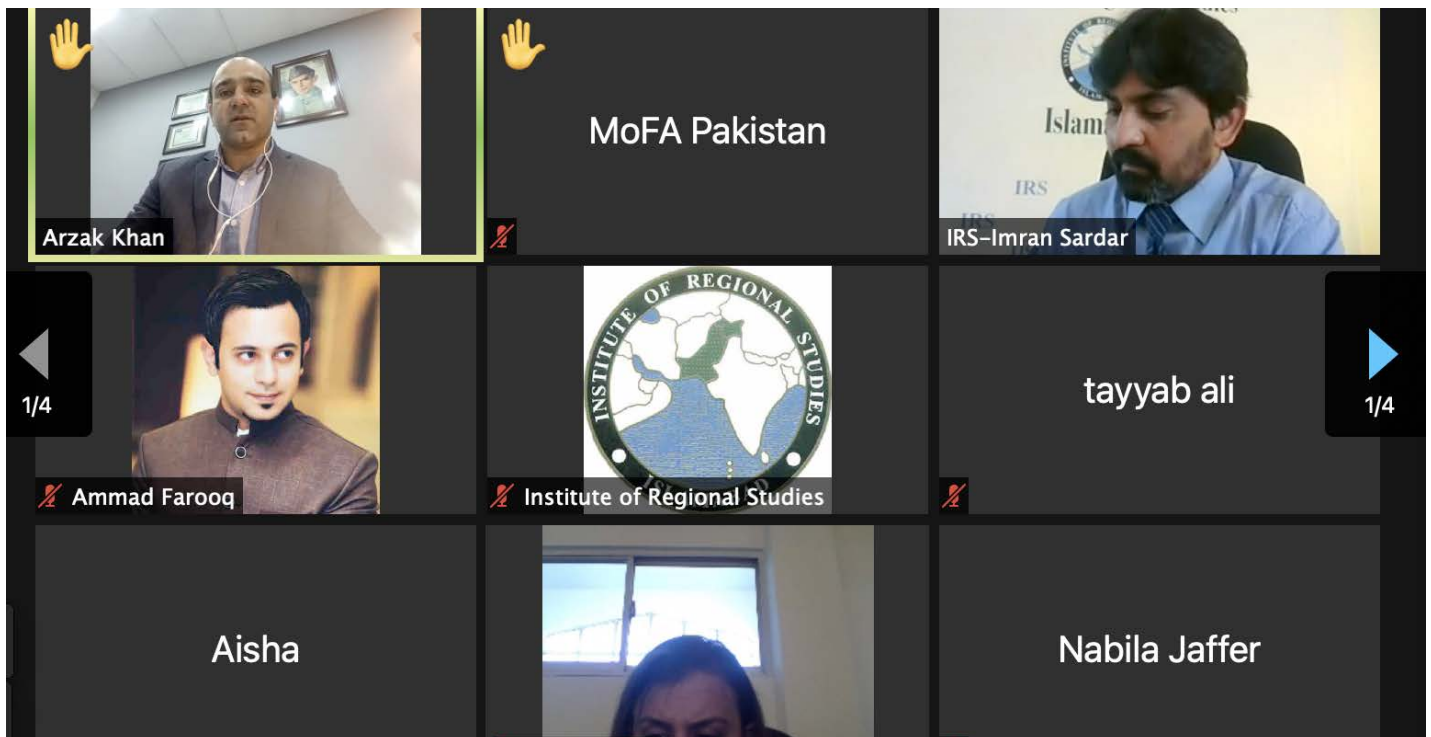 MoFA Pakistan
Islam
IRS
IRS
Arzak Khan
IRS-Imran Sardar
INSTITUTE OF REGIONAL STUDIES
tayyab ali
1/4
1/4
Ammad Farooq
Institute of Regional Studies
Aisha
Nabila Jaffer